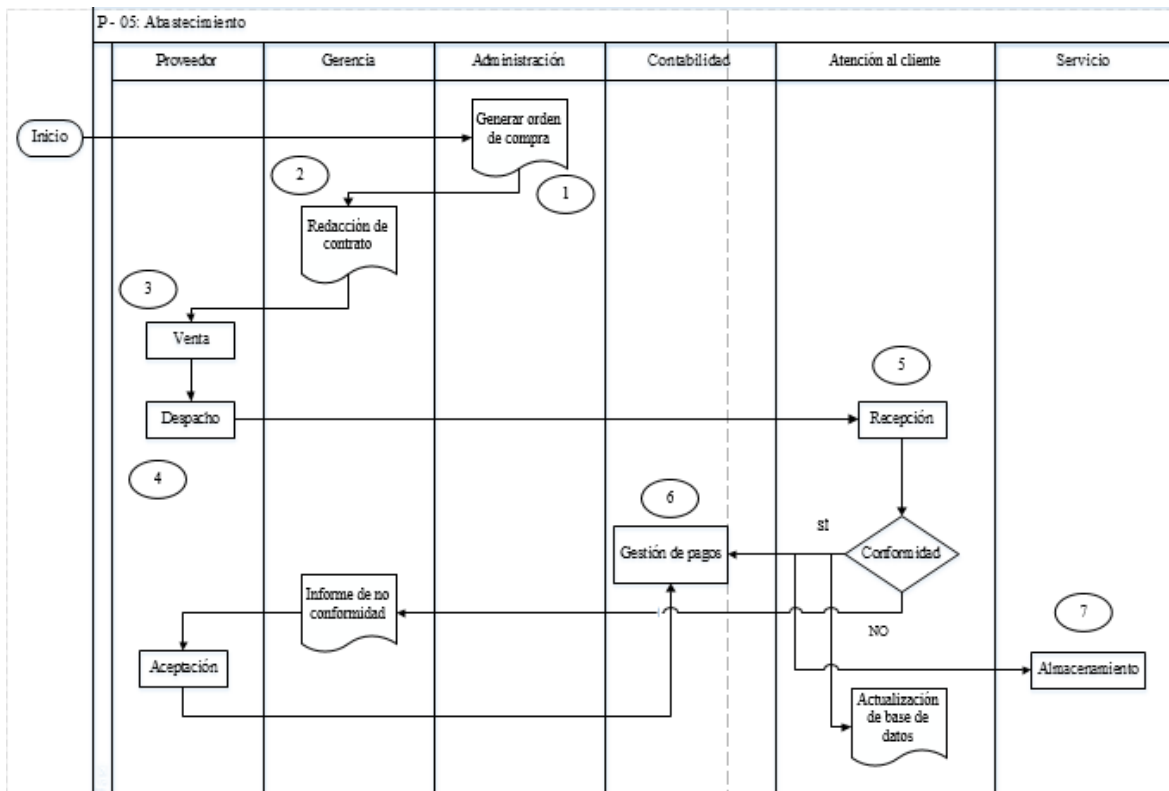 P- 05: Abastecimiento
Proveedor
Gerencia
Administración
Contabilidad
Atención al cliente
Servicio
Inicio
Generar orden
de compra
1
2
Redacción de
contrato
3
Venta
Despacho
4
5
Recepción
6
SI
Gestión de pagos
Conformidad
Informe de no
conformidad
NO
7
Aceptación
Almacenamiento
Actualización
de base de
datos